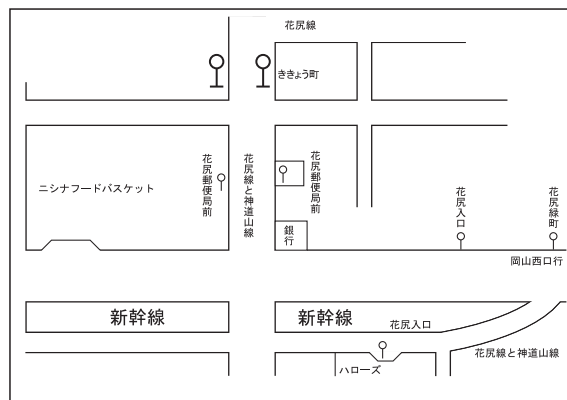 花尻線
ききょう町
ニシナフードバスケット
花尻郵便局前
花尻線と神道山線
花尻郵便局前
銀行
花尻入口
花尻緑町
岡山西口行
新幹線
新幹線
花尻入口
花尻線と神道山線
ハローズ